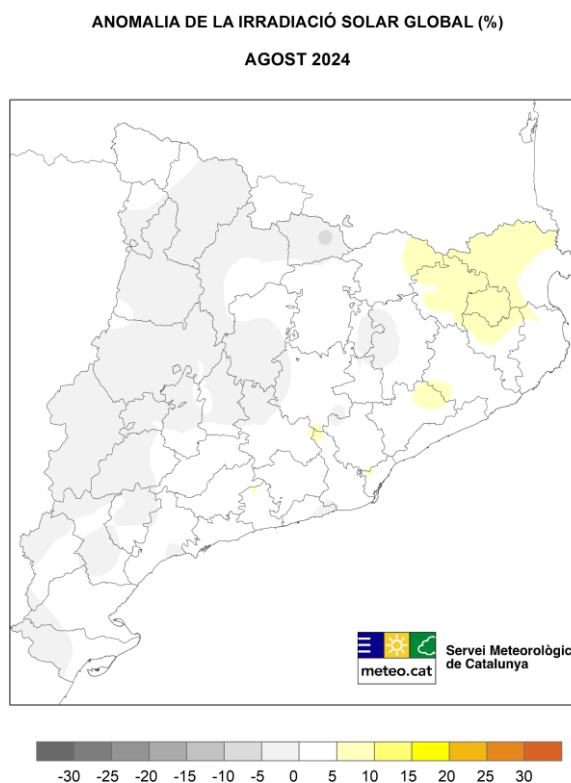 ANOMALIA DE LA IRRADIACIÓ SOLAR GLOBAL (%)
AGOST 2024
meteo.cat
Servei Meteorològic
de Catalunya
-30 -25 -20 -15 -10 -5 0 5 10 15 20 25 30